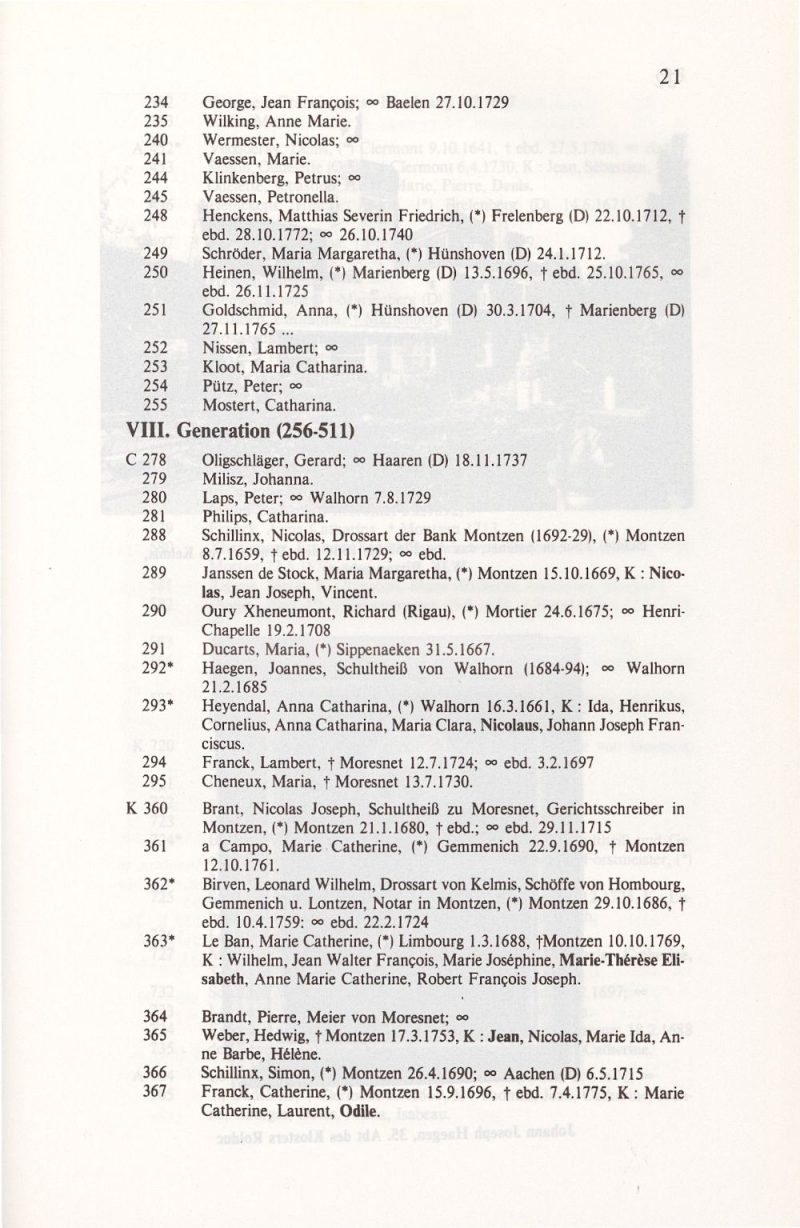 21
234 George, Jean François; ∞ Baelen 27.10.1729
235 Wilking, Anne Marie.
240 Wermester, Nicolas; ∞
241 Vaessen, Marie.
244 Klinkenberg, Petrus; ∞
245 Vaessen, Petronella.
248 Henckens, Matthias Severin Friedrich, (*) Frelenberg (D) 22.10.1712, †
ebd. 28.10.1772; ∞ 26.10.1740
249 Schröder, Maria Margaretha, (*) Hünshoven (D) 24.1.1712.
250 Heinen, Wilhelm, (*) Marienberg (D) 13.5.1696, † ebd. 25.10.1765, ∞
ebd. 26.11.1725
251 Goldschmid, Anna, (*) Hünshoven (D) 30.3.1704, † Marienberg (D)
27.11.1765 ...
252 Nissen, Lambert; ∞
253 Kloot, Maria Catharina.
254 Pütz, Peter; ∞
255 Mostert, Catharina.
VIII. Generation (256-511)
C 278 Oligschläger, Gerard; ∞ Haaren (D) 18.11.1737
279 Milisz, Johanna.
280 Laps, Peter; ∞ Walhorn 7.8.1729
281 Philips, Catharina.
288 Schillinx, Nicolas, Drossart der Bank Montzen (1692-29), (*) Montzen
8.7.1659, † ebd. 12.11.1729; ∞ ebd.
289 Janssen de Stock, Maria Margaretha, (*) Montzen 15.10.1669, K : Nico-
las, Jean Joseph, Vincent.
290 Oury Xheneumont, Richard (Rigau), (*) Mortier 24.6.1675; ∞ Henri-
Chapelle 19.2.1708
291 Ducarts, Maria, (*) Sippenaeken 31.5.1667.
292* Haegen, Joannes, Schultheiß von Walhorn (1684-94); ∞ Walhorn
21.2.1685
293* Heyendal, Anna Catharina, (*) Walhorn 16.3.1661, K : Ida, Henrikus,
Cornelius, Anna Catharina, Maria Clara, Nicolaus, Johann Joseph Fran-
ciscus.
294 Franck, Lambert, † Moresnet 12.7.1724; ∞ ebd. 3.2.1697
295 Cheneux, Maria, † Moresnet 13.7.1730.
K 360 Brant, Nicolas Joseph, Schultheiß zu Moresnet, Gerichtsschreiber in
Montzen, (*) Montzen 21.1.1680, † ebd.; ∞ ebd. 29.11.1715
361 a Campo, Marie Catherine, (*) Gemmenich 22.9.1690, † Montzen
12.10.1761.
362* Birven, Leonard Wilhelm, Drossart von Kelmis, Schöffe von Hombourg,
Gemmenich u. Lontzen, Notar in Montzen, (*) Montzen 29.10.1686, †
ebd. 10.4.1759: ∞ ebd. 22.2.1724
363* Le Ban, Marie Catherine, (*) Limbourg 1.3.1688, †Montzen 10.10.1769,
K : Wilhelm, Jean Walter François, Marie Joséphine, Marie-Thérèse Eli-
sabeth, Anne Marie Catherine, Robert François Joseph.
364 Brandt, Pierre, Meier von Moresnet; ∞
365 Weber, Hedwig, † Montzen 17.3.1753, K : Jean, Nicolas, Marie Ida, An-
ne Barbe, Hélène.
366 Schillinx, Simon, (*) Montzen 26.4.1690; ∞ Aachen (D) 6.5.1715
367 Franck, Catherine, (*) Montzen 15.9.1696, † ebd. 7.4.1775, K : Marie
Catherine, Laurent, Odile.